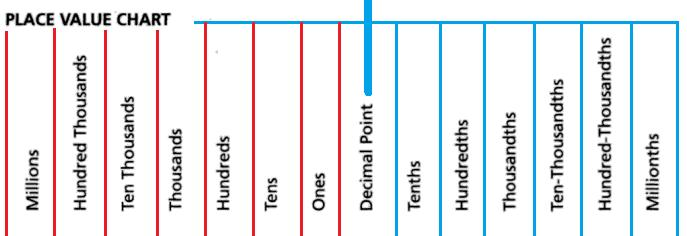 PLACE VALUE CHART
Millions
Hundred Thousands
Ten Thousands
Thousands
Hundreds
Tens
Ones
Decimal Point
Tenths
Hundredths
Thousandths
Ten-Thousandths
Hundred-Thousandths
Millionths